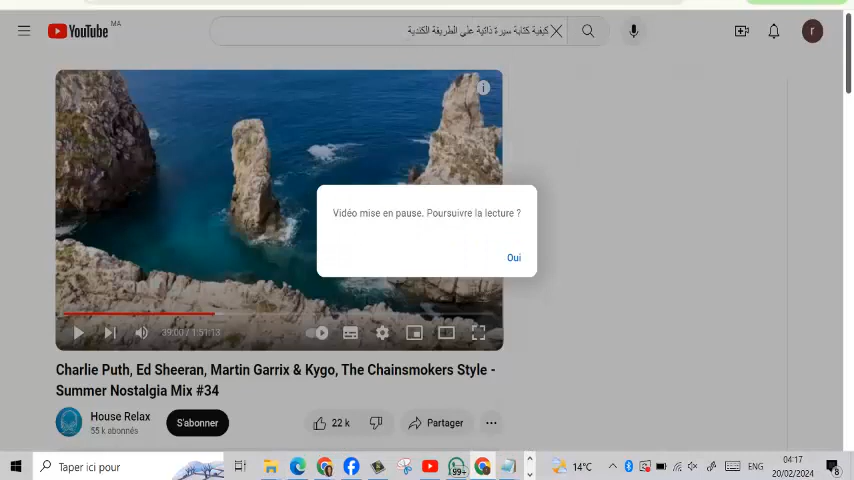 YouTube MA
كيفية كتابة سيرة ذاتية على الطريقة الكندية
r
Vidéo mise en pause. Poursuivre la lecture ?
Oui
39:00 / 1:51:13
Charlie Puth, Ed Sheeran, Martin Garrix & Kygo, The Chainsmokers Style -
Summer Nostalgia Mix #34
House Relax
55 k abonnés
S'abonner
22 k
Partager
Taper ici pour
99+
14°C
ENG
04:17
20/02/2024
8